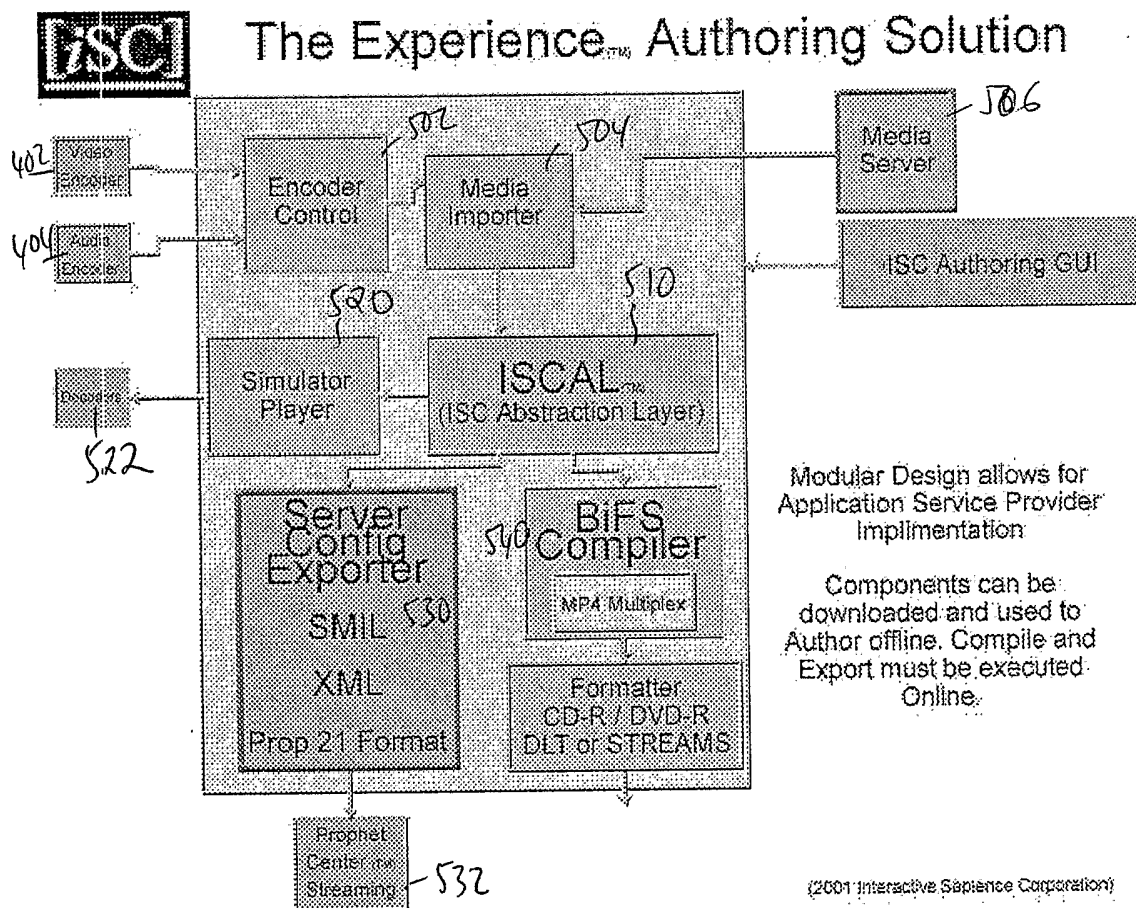 [iSC]
The Experience™ Authoring Solution
402
Video
Encoder
404
Audio
Encoder
502
Encoder
Control
504
Media
Importer
506
Media
Server
ISC Authoring GUI
520
Simulator
Player
510
ISCAL™
(ISC Abstraction Layer)
Decoders
522
Server
Config
Exporter
530
SMIL
XML
Prop 21 Format
540
BiFS
Compiler
MP4 Multiplex
Formatter
CD-R / DVD-R
DLT or STREAMS
Modular Design allows for
Application Service Provider
Implimentation
Components can be
downloaded and used to
Author offline. Compile and
Export must be executed
Online.
Prophet
Center TM
Streaming
532
(2001 Interactive Sapience Corporation)